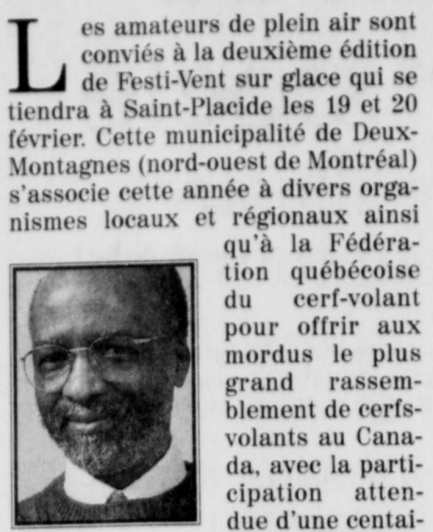 Les amateurs de plein air sont
conviés à la deuxième édition
de Festi-Vent sur glace qui se
tiendra à Saint-Placide les 19 et 20
février. Cette municipalité de Deux-
Montagnes (nord-ouest de Montréal)
s'associe cette année à divers orga-
nismes locaux et régionaux ainsi
qu'à la Fédéra-
tion québécoise
du cerf-volant
pour offrir aux
mordus le plus
grand rassem-
blement de cerfs-
volants au Cana-
da, avec la parti-
cipation atten-
due d'une centai-